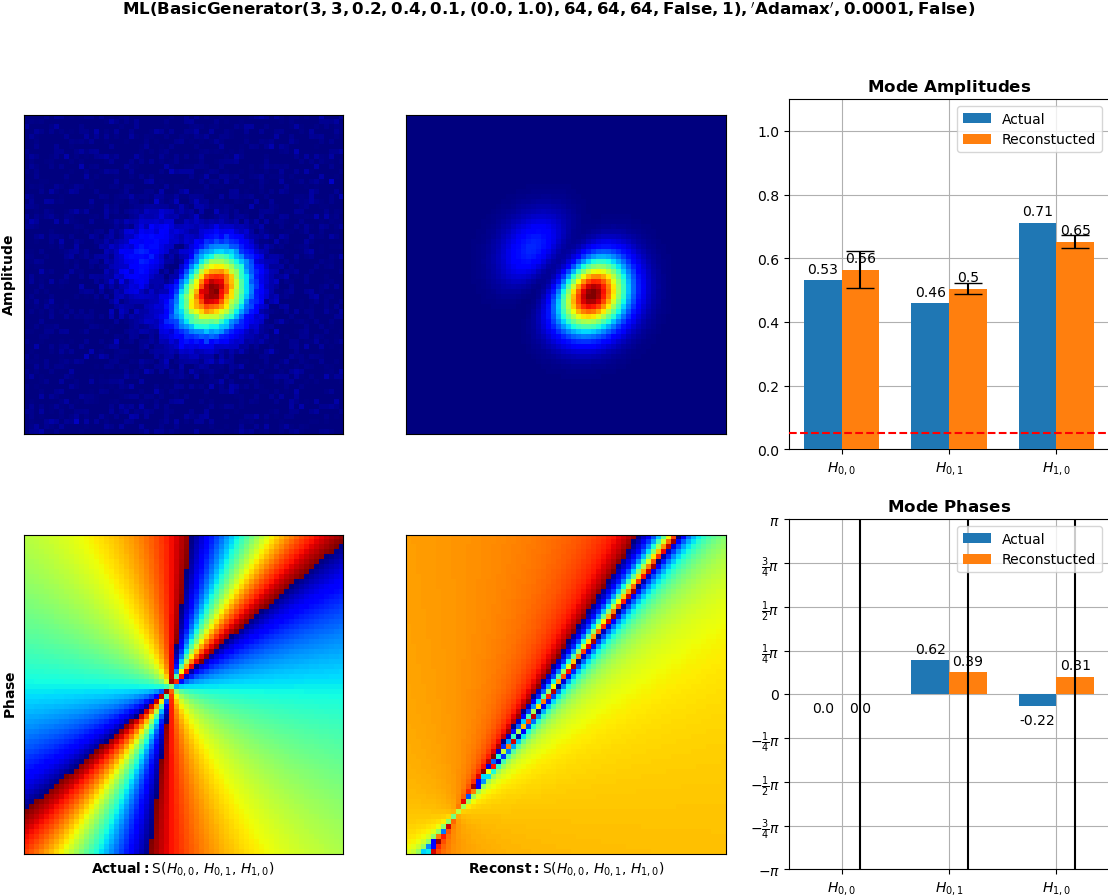 ML(BasicGenerator(3, 3, 0.2, 0.4, 0.1, (0.0, 1.0), 64, 64, 64, False, 1), ′Adamax′, 0.0001, False)
Amplitude
Mode Amplitudes
Actual
Reconstucted
1.0
0.8
0.6
0.4
0.2
0.0
0.53
0.56
0.46
0.5
0.71
0.65
H0,0
H0,1
H1,0
Phase
Actual: S(H0,0, H0,1, H1,0)
Reconst: S(H0,0, H0,1, H1,0)
Mode Phases
Actual
Reconstucted
π
3/4π
1/2π
1/4π
0
−1/4π
−1/2π
−3/4π
−π
0.0
0.0
0.62
0.39
-0.22
0.31
H0,0
H0,1
H1,0